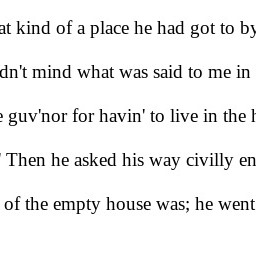 at kind of a place he had got to by
dn't mind what was said to me in
guv'nor for havin' to live in the
Then he asked his way civilly en
of the empty house was; he went